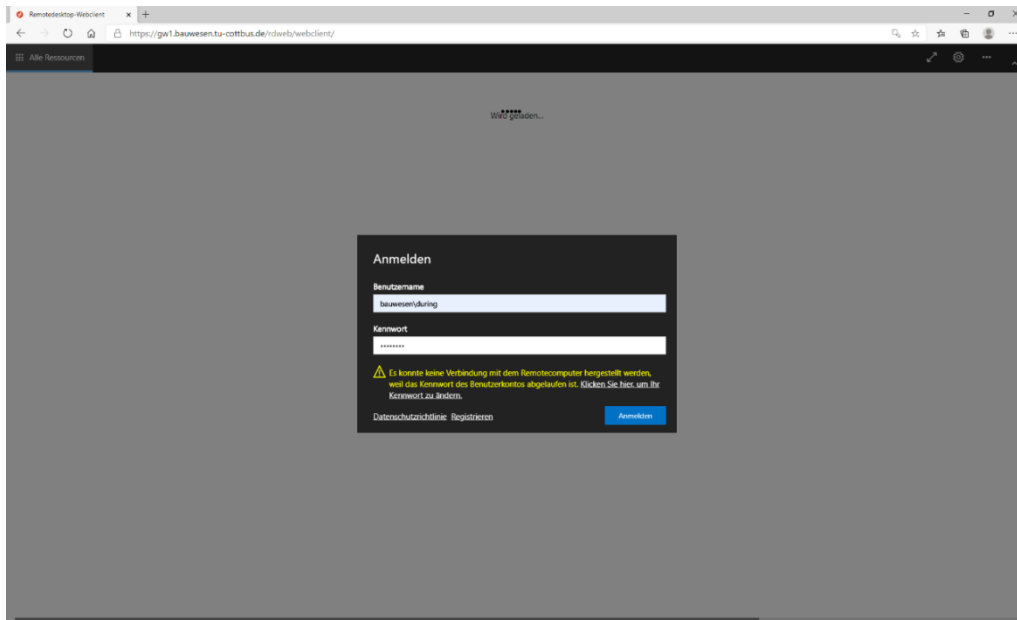 Remotedesktop-Webclient
https://gw1.bauwesen.tu-cottbus.de/rdweb/webclient/
Alle Ressourcen
Wird geladen...
Anmelden
Benutzername
bauwesen\during
Kennwort
••••••••
Es konnte keine Verbindung mit dem Remotecomputer hergestellt werden,
weil das Kennwort des Benutzerkontos abgelaufen ist. Klicken Sie hier, um Ihr
Kennwort zu ändern.
Datenschutzrichtlinie Registrieren
Anmelden